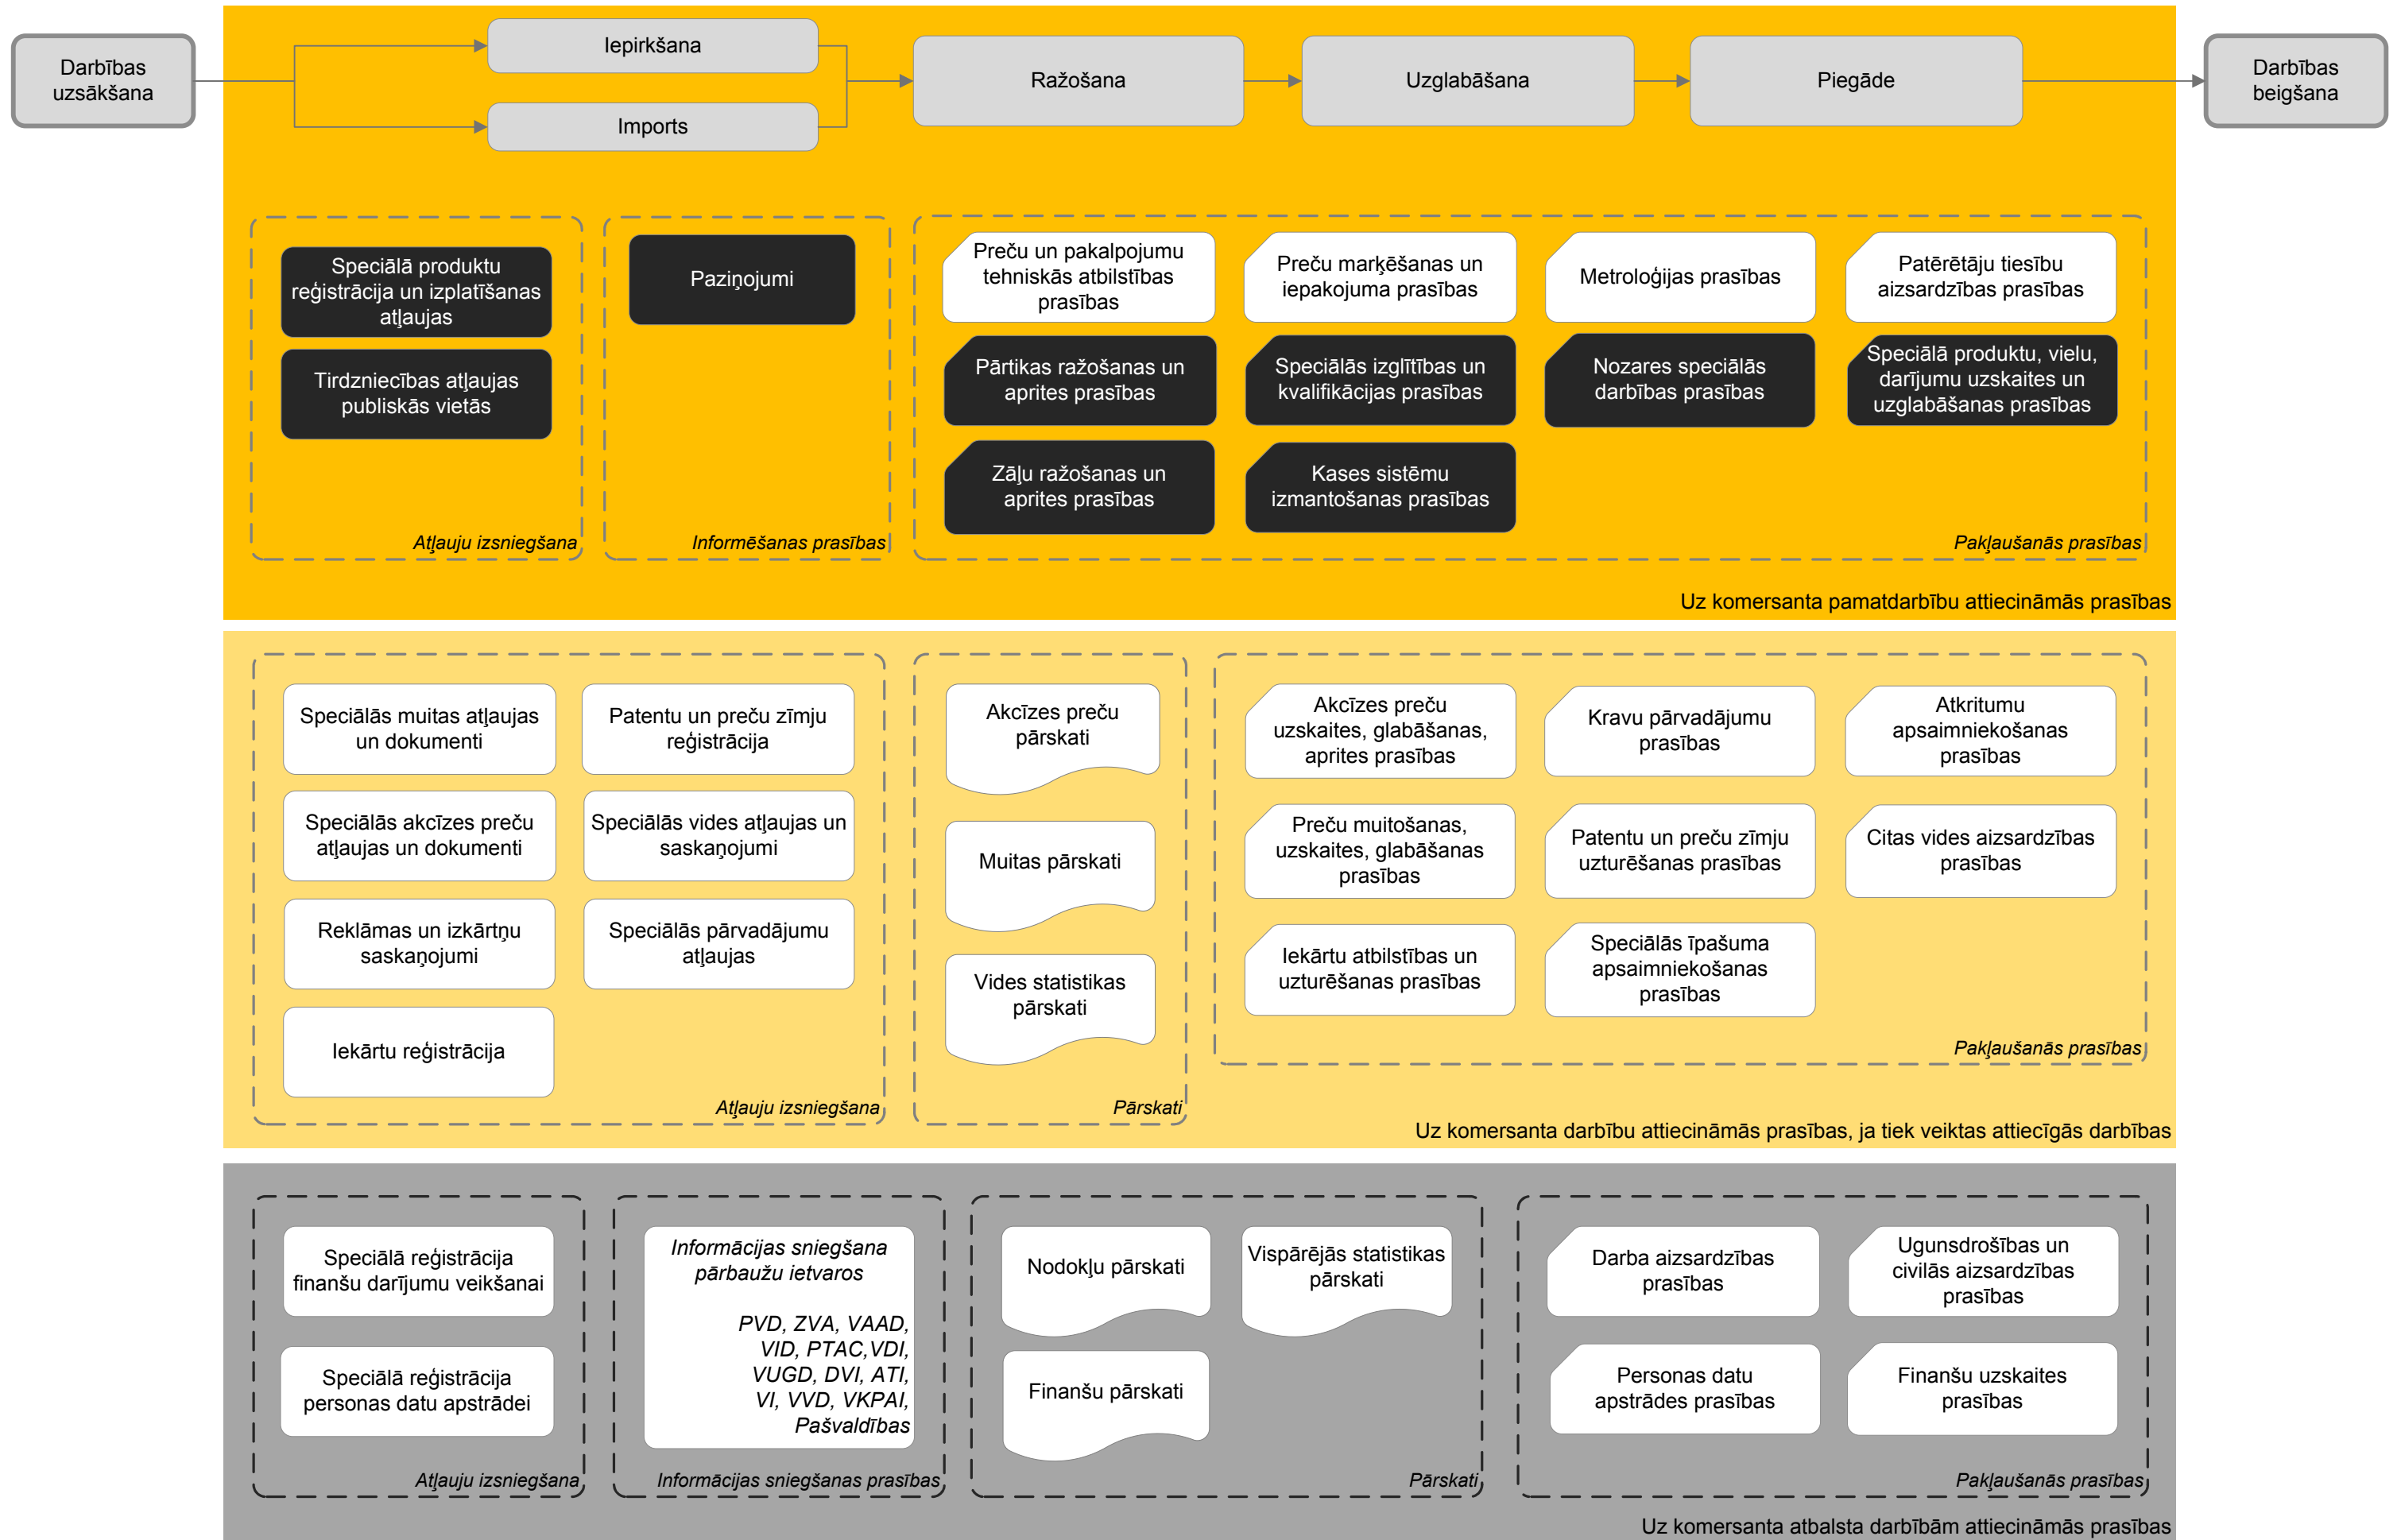 Darbības
uzsākšana
Iepirkšana
Imports
Ražošana
Uzglabāšana
Piegāde
Darbības
beigšana
Speciālā produktu
reģistrācija un izplatīšanas
atļaujas
Tirdzniecības atļaujas
publiskās vietās
Atļauju izsniegšana
Paziņojumi
Informēšanas prasības
Preču un pakalpojumu
tehniskās atbilstības
prasības
Preču marķēšanas un
iepakojuma prasības
Metroloģijas prasības
Patērētāju tiesību
aizsardzības prasības
Pārtikas ražošanas un
aprites prasības
Speciālās izglītības un
kvalifikācijas prasības
Nozares speciālās
darbības prasības
Speciālā produktu, vielu,
darījumu uzskaites un
uzglabāšanas prasības
Zāļu ražošanas un
aprites prasības
Kases sistēmu
izmantošanas prasības
Pakļaušanās prasības
Uz komersanta pamatdarbību attiecināmās prasības
Speciālās muitas atļaujas
un dokumenti
Patentu un preču zīmju
reģistrācija
Speciālās akcīzes preču
atļaujas un dokumenti
Speciālās vides atļaujas un
saskaņojumi
Reklāmas un izkārtņu
saskaņojumi
Speciālās pārvadājumu
atļaujas
Iekārtu reģistrācija
Atļauju izsniegšana
Akcīzes preču
pārskati
Muitas pārskati
Vides statistikas
pārskati
Pārskati
Akcīzes preču
uzskaites, glabāšanas,
aprites prasības
Kravu pārvadājumu
prasības
Atkritumu
apsaimniekošanas
prasības
Preču muitošanas,
uzskaites, glabāšanas
prasības
Patentu un preču zīmju
uzturēšanas prasības
Citas vides aizsardzības
prasības
Iekārtu atbilstības un
uzturēšanas prasības
Speciālās īpašuma
apsaimniekošanas
prasības
Pakļaušanās prasības
Uz komersanta darbību attiecināmās prasības, ja tiek veiktas attiecīgās darbības
Speciālā reģistrācija
finanšu darījumu veikšanai
Speciālā reģistrācija
personas datu apstrādei
Atļauju izsniegšana
Informācijas sniegšana
pārbaužu ietvaros
PVD, ZVA, VAAD,
VID, PTAC,VDI,
VUGD, DVI, ATI,
VI, VVD, VKPAI,
Pašvaldības
Informācijas sniegšanas prasības
Nodokļu pārskati
Vispārējās statistikas
pārskati
Finanšu pārskati
Pārskati
Darba aizsardzības
prasības
Ugunsdrošības un
civilās aizsardzības
prasības
Personas datu
apstrādes prasības
Finanšu uzskaites
prasības
Pakļaušanās prasības
Uz komersanta atbalsta darbībām attiecināmās prasības